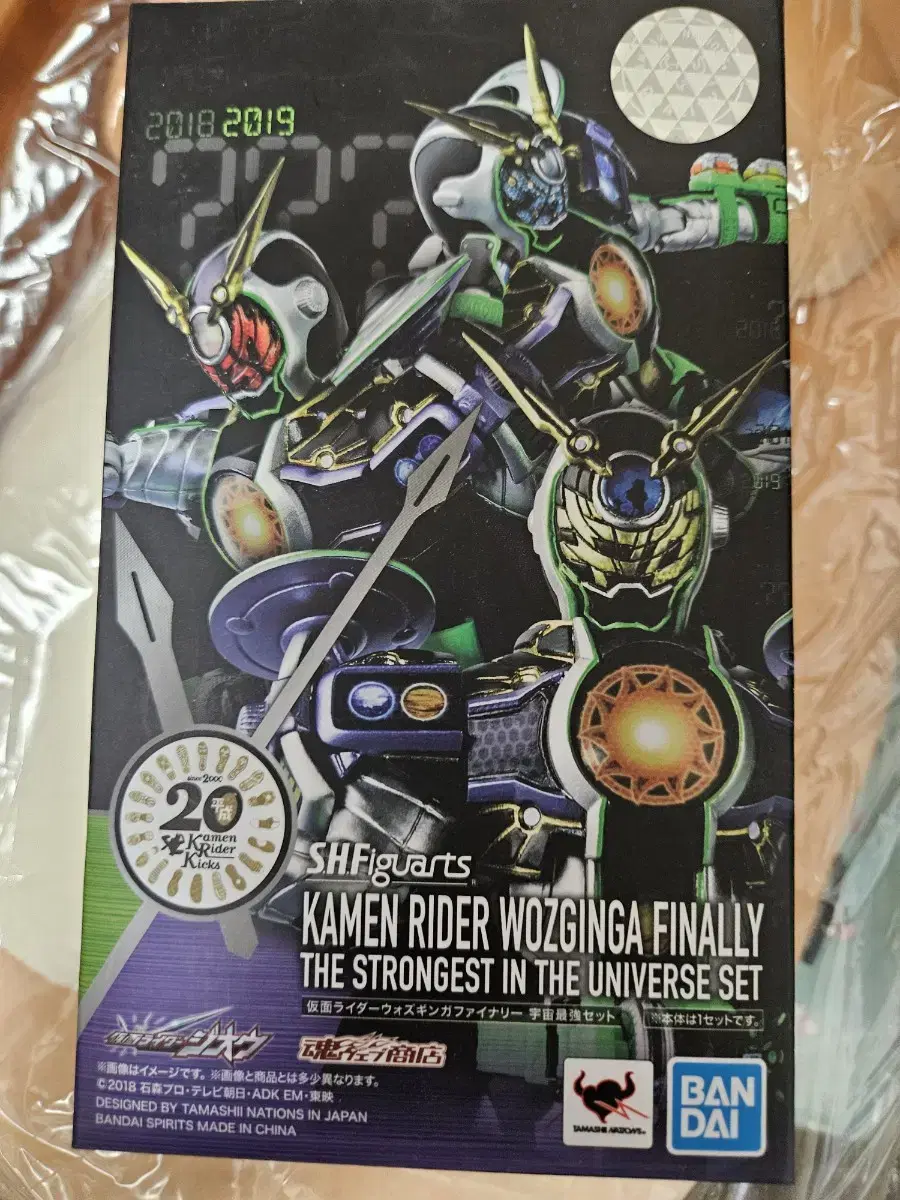 2018 2019
2018
019
since 2000
20
平成
Kamen
Rider
Kicks
S.H.Figuarts
KAMEN RIDER WOZGINGA FINALLY
THE STRONGEST IN THE UNIVERSE SET
仮面ライダーウォズギンガファイナリー 宇宙最強セット
※本体は1セットです。
仮面ライダージオウ
魂ウェブ商店
※画像はイメージです。※画像と商品とは多少異なります。
©2018 石森プロ・テレビ朝日・ADK EM・東映
DESIGNED BY TAMASHII NATIONS IN JAPAN
BANDAI SPIRITS MADE IN CHINA
TAMASHII NATIONS
BAN
DAI